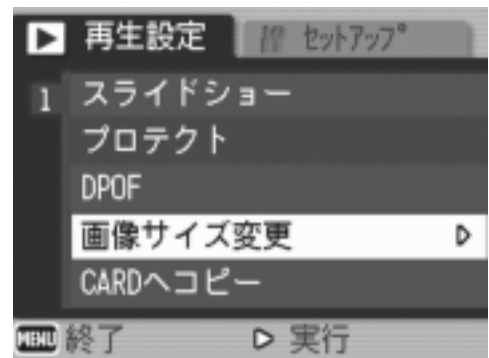 再生設定 セットアップ
1 スライドショー
プロテクト
DPOF
画像サイズ変更
CARDへコピー
MENU 終了 実行